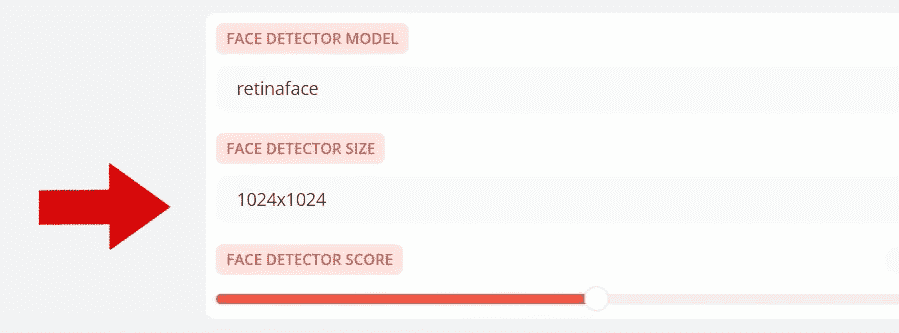 FACE DETECTOR MODEL
retinaface
FACE DETECTOR SIZE
1024x1024
FACE DETECTOR SCORE